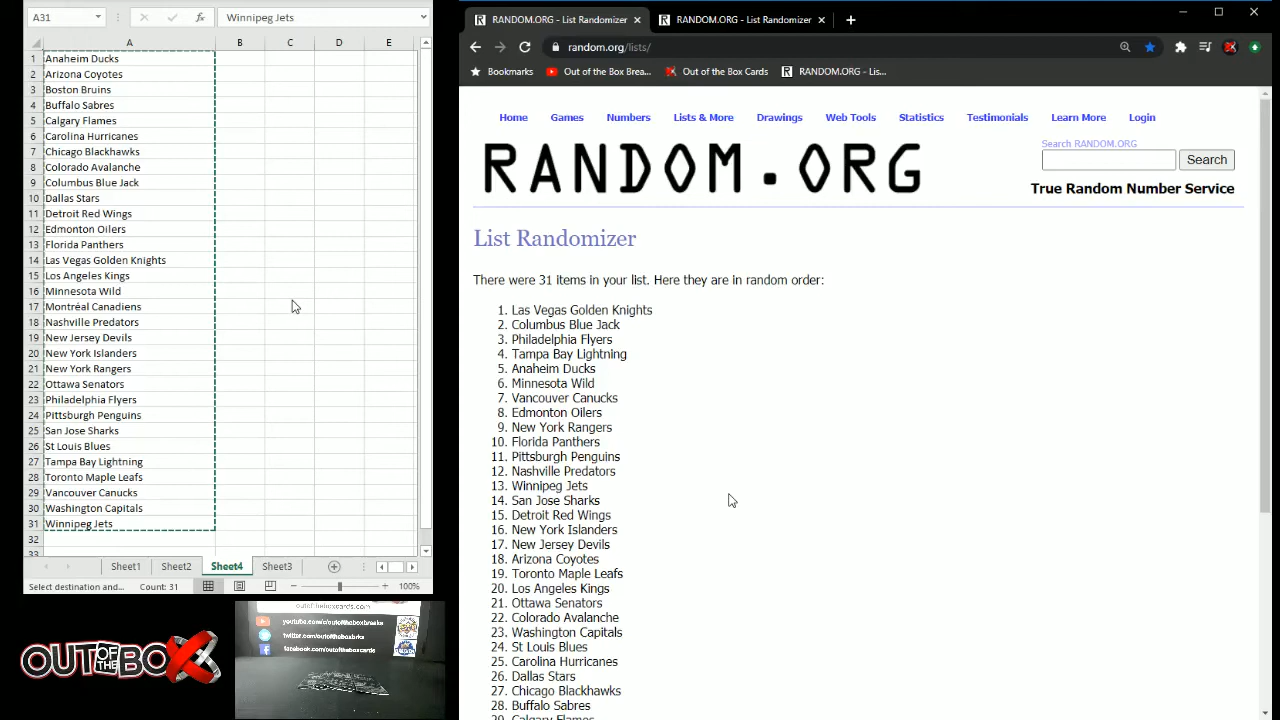 A31
Winnipeg Jets
A B C D E
1 Anaheim Ducks
2 Arizona Coyotes
3 Boston Bruins
4 Buffalo Sabres
5 Calgary Flames
6 Carolina Hurricanes
7 Chicago Blackhawks
8 Colorado Avalanche
9 Columbus Blue Jack
10 Dallas Stars
11 Detroit Red Wings
12 Edmonton Oilers
13 Florida Panthers
14 Las Vegas Golden Knights
15 Los Angeles Kings
16 Minnesota Wild
17 Montréal Canadiens
18 Nashville Predators
19 New Jersey Devils
20 New York Islanders
21 New York Rangers
22 Ottawa Senators
23 Philadelphia Flyers
24 Pittsburgh Penguins
25 San Jose Sharks
26 St Louis Blues
27 Tampa Bay Lightning
28 Toronto Maple Leafs
29 Vancouver Canucks
30 Washington Capitals
31 Winnipeg Jets
32
33
Sheet1 Sheet2 Sheet4 Sheet3
Select destination and... Count: 31 100%
OUT OF THE BOX
outoftheboxcards.com
youtube.com/outoftheboxbreaks
twitter.com/outoftheboxbrks
facebook.com/outoftheboxcards
RANDOM.ORG - List Randomizer RANDOM.ORG - List Randomizer
random.org/lists/
Bookmarks Out of the Box Brea... Out of the Box Cards RANDOM.ORG - Lis...
Home Games Numbers Lists & More Drawings Web Tools Statistics Testimonials Learn More Login
RANDOM.ORG
Search RANDOM.ORG
Search
True Random Number Service
List Randomizer
There were 31 items in your list. Here they are in random order:
1. Las Vegas Golden Knights
2. Columbus Blue Jack
3. Philadelphia Flyers
4. Tampa Bay Lightning
5. Anaheim Ducks
6. Minnesota Wild
7. Vancouver Canucks
8. Edmonton Oilers
9. New York Rangers
10. Florida Panthers
11. Pittsburgh Penguins
12. Nashville Predators
13. Winnipeg Jets
14. San Jose Sharks
15. Detroit Red Wings
16. New York Islanders
17. New Jersey Devils
18. Arizona Coyotes
19. Toronto Maple Leafs
20. Los Angeles Kings
21. Ottawa Senators
22. Colorado Avalanche
23. Washington Capitals
24. St Louis Blues
25. Carolina Hurricanes
26. Dallas Stars
27. Chicago Blackhawks
28. Buffalo Sabres
29. Calgary Flames